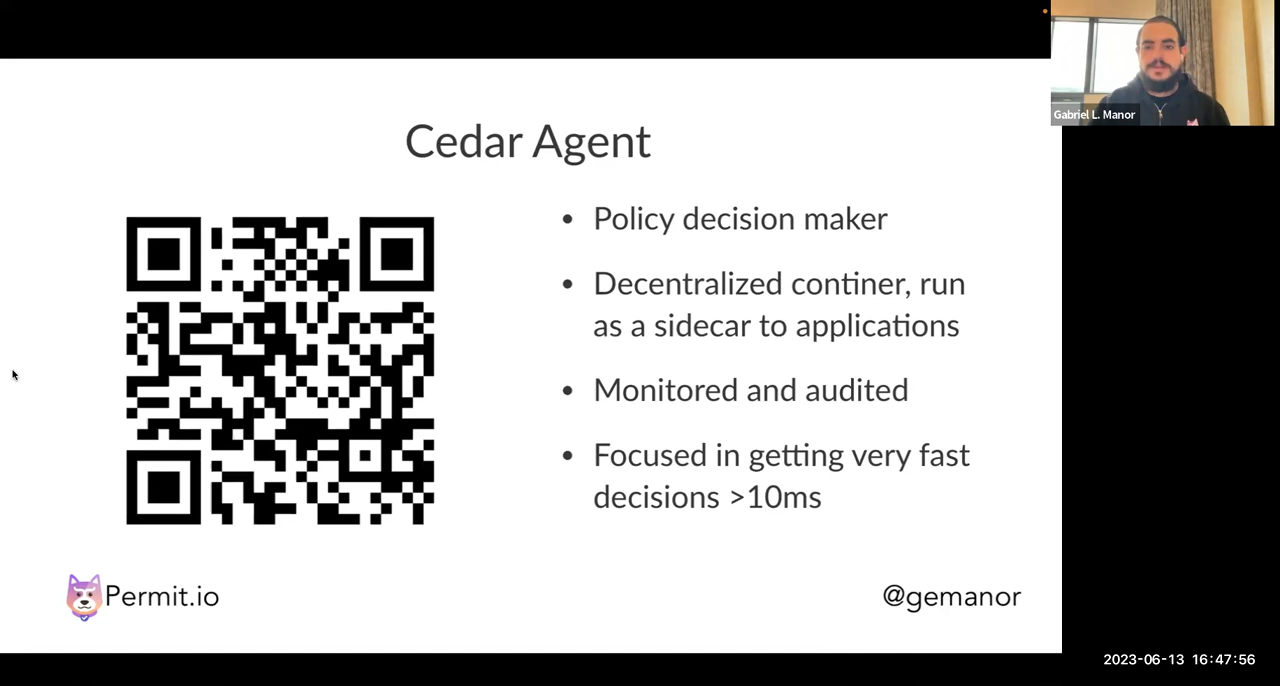 Gabriel L. Manor
Cedar Agent
• Policy decision maker
• Decentralized continer, run
as a sidecar to applications
• Monitored and audited
• Focused in getting very fast
decisions >10ms
Permit.io
@gemanor
2023-06-13 16:47:56